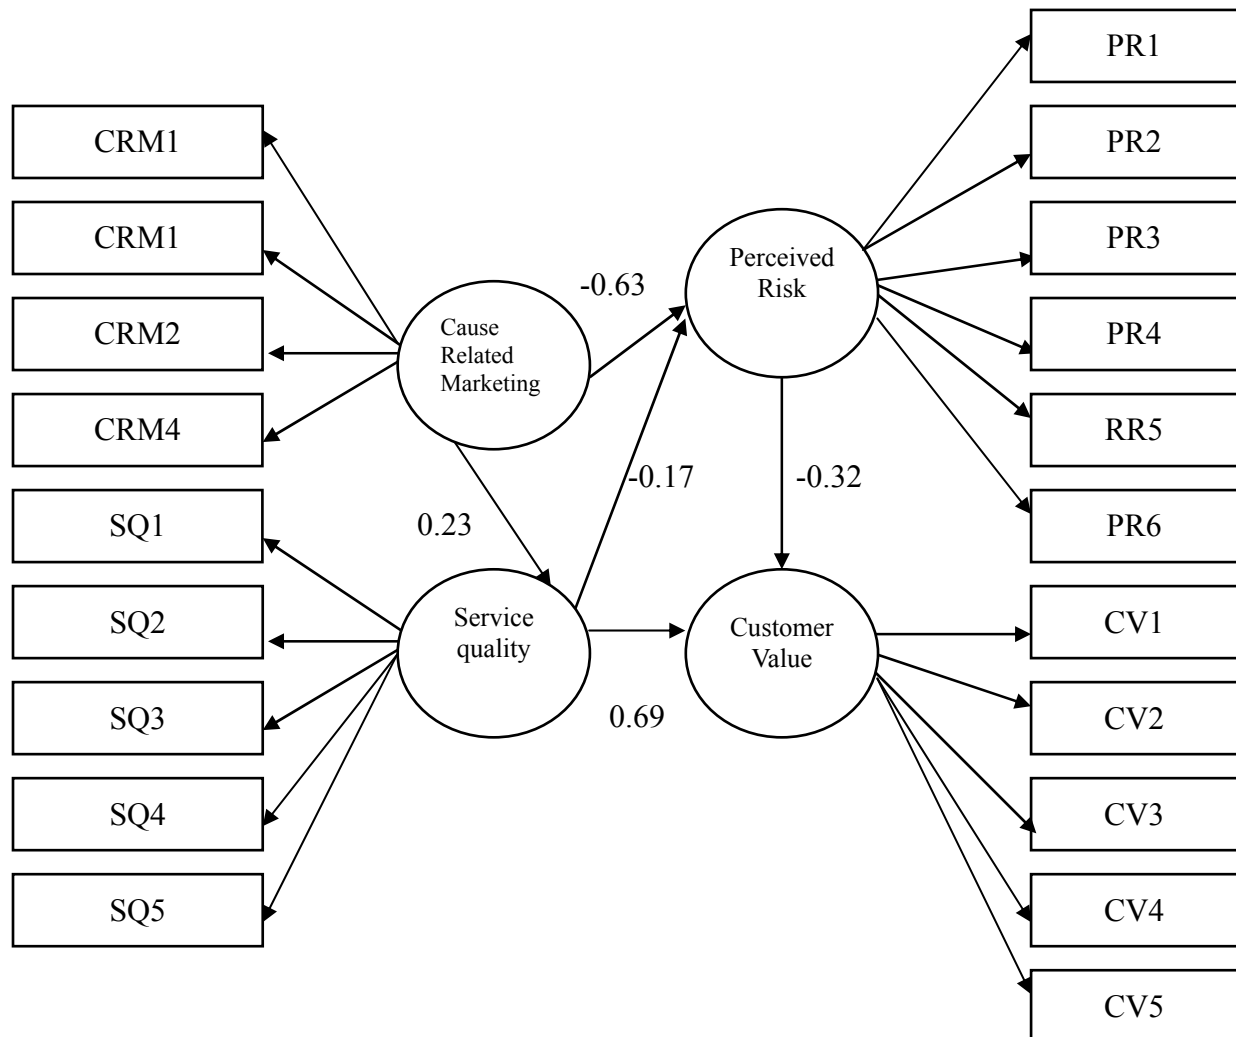 PR1
CRM1
PR2
CRM1
PR3
Perceived
Risk
-0.63
CRM2
Cause
Related
Marketing
PR4
CRM4
RR5
-0.17
-0.32
SQ1
0.23
PR6
SQ2
Service
quality
Customer
Value
CV1
SQ3
0.69
CV2
SQ4
CV3
SQ5
CV4
CV5